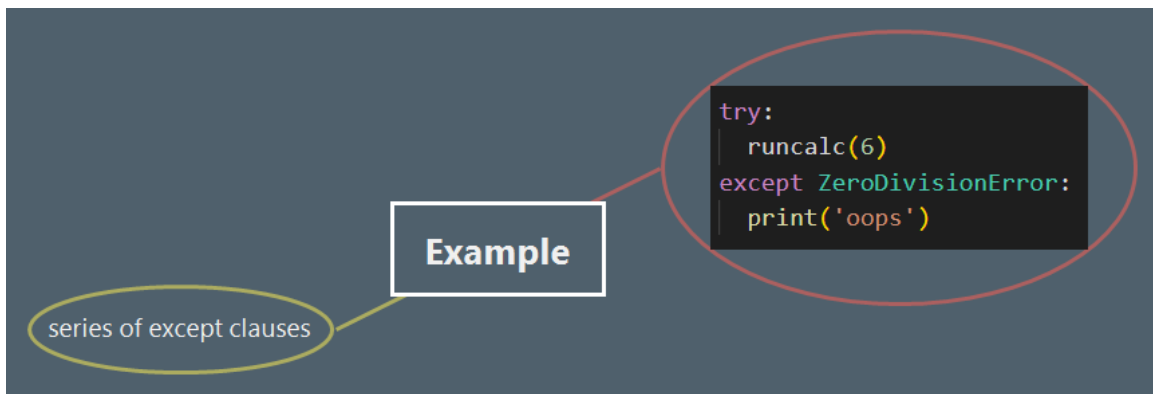 try:
  runcalc(6)
except ZeroDivisionError:
  print('oops')
Example
series of except clauses